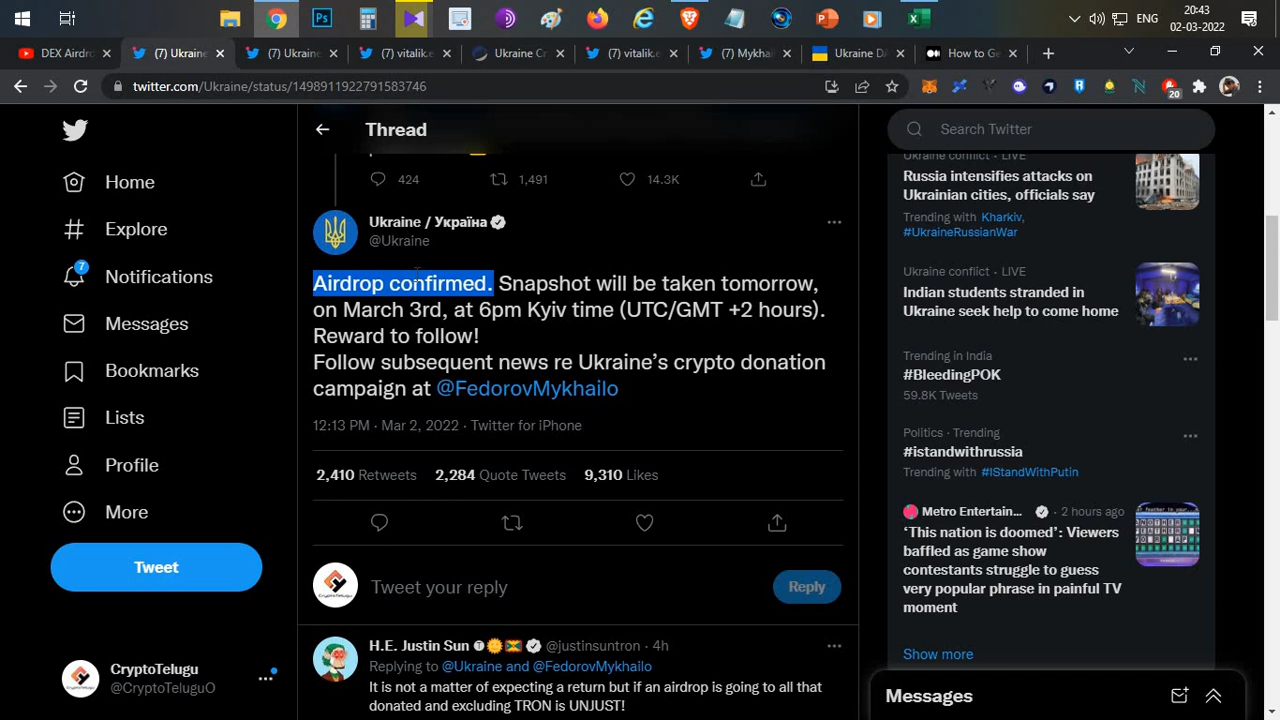 20:43
ENG
02-03-2022
DEX Airdro
(7) Ukraine
(7) Ukraine
(7) vitalik.e
Ukraine Cr
(7) vitalik.e
(7) Mykhai
Ukraine DA
How to Ge
twitter.com/Ukraine/status/1498911922791583746
20
Home
Explore
7
Notifications
Messages
Bookmarks
Lists
Profile
More
Tweet
CryptoTelugu
@CryptoTeluguO
Thread
424
1,491
14.3K
Ukraine / Україна
@Ukraine
Airdrop confirmed. Snapshot will be taken tomorrow,
on March 3rd, at 6pm Kyiv time (UTC/GMT +2 hours).
Reward to follow!
Follow subsequent news re Ukraine’s crypto donation
campaign at @FedorovMykhailo
12:13 PM · Mar 2, 2022 · Twitter for iPhone
2,410 Retweets 2,284 Quote Tweets 9,310 Likes
Tweet your reply
Reply
H.E. Justin Sun @justinsuntron · 4h
Replying to @Ukraine and @FedorovMykhailo
It is not a matter of expecting a return but if an airdrop is going to all that
donated and excluding TRON is UNJUST!
Search Twitter
Ukraine conflict · LIVE
Russia intensifies attacks on
Ukrainian cities, officials say
Trending with Kharkiv,
#UkraineRussianWar
Ukraine conflict · LIVE
Indian students stranded in
Ukraine seek help to come home
Trending in India
#BleedingPOK
59.8K Tweets
Politics · Trending
#istandwithrussia
Trending with #IStandWithPutin
Metro Entertain... · 2 hours ago
‘This nation is doomed’: Viewers
baffled as game show
contestants struggle to guess
very popular phrase in painful TV
moment
Show more
Messages